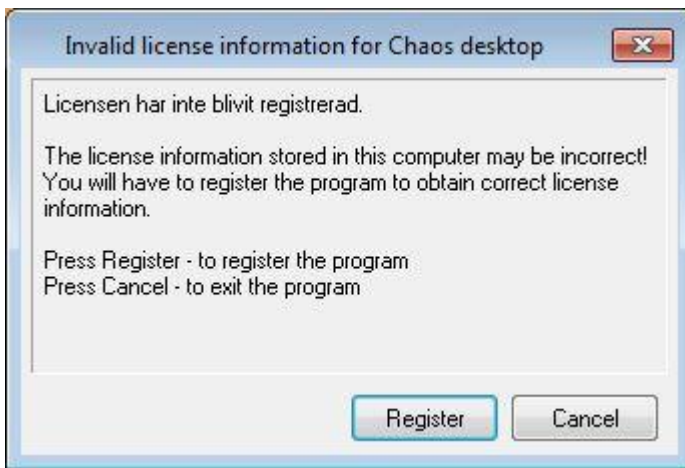 Invalid license information for Chaos desktop
Licensen har inte blivit registrerad.
The license information stored in this computer may be incorrect!
You will have to register the program to obtain correct license
information.
Press Register - to register the program
Press Cancel - to exit the program
Register
Cancel